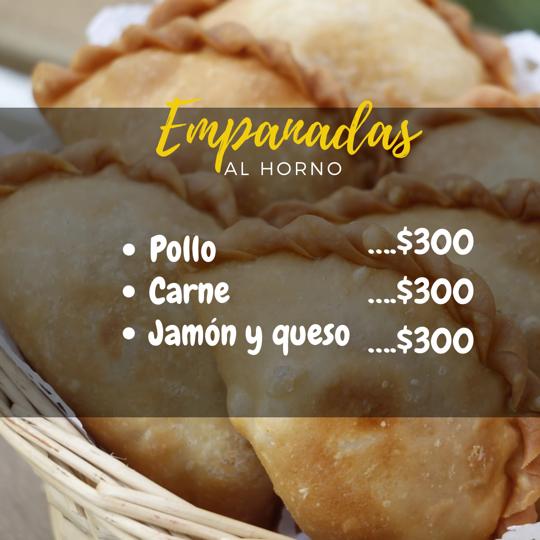 Empanadas
AL HORNO
• Pollo ....$300
• Carne ....$300
• Jamón y queso ....$300